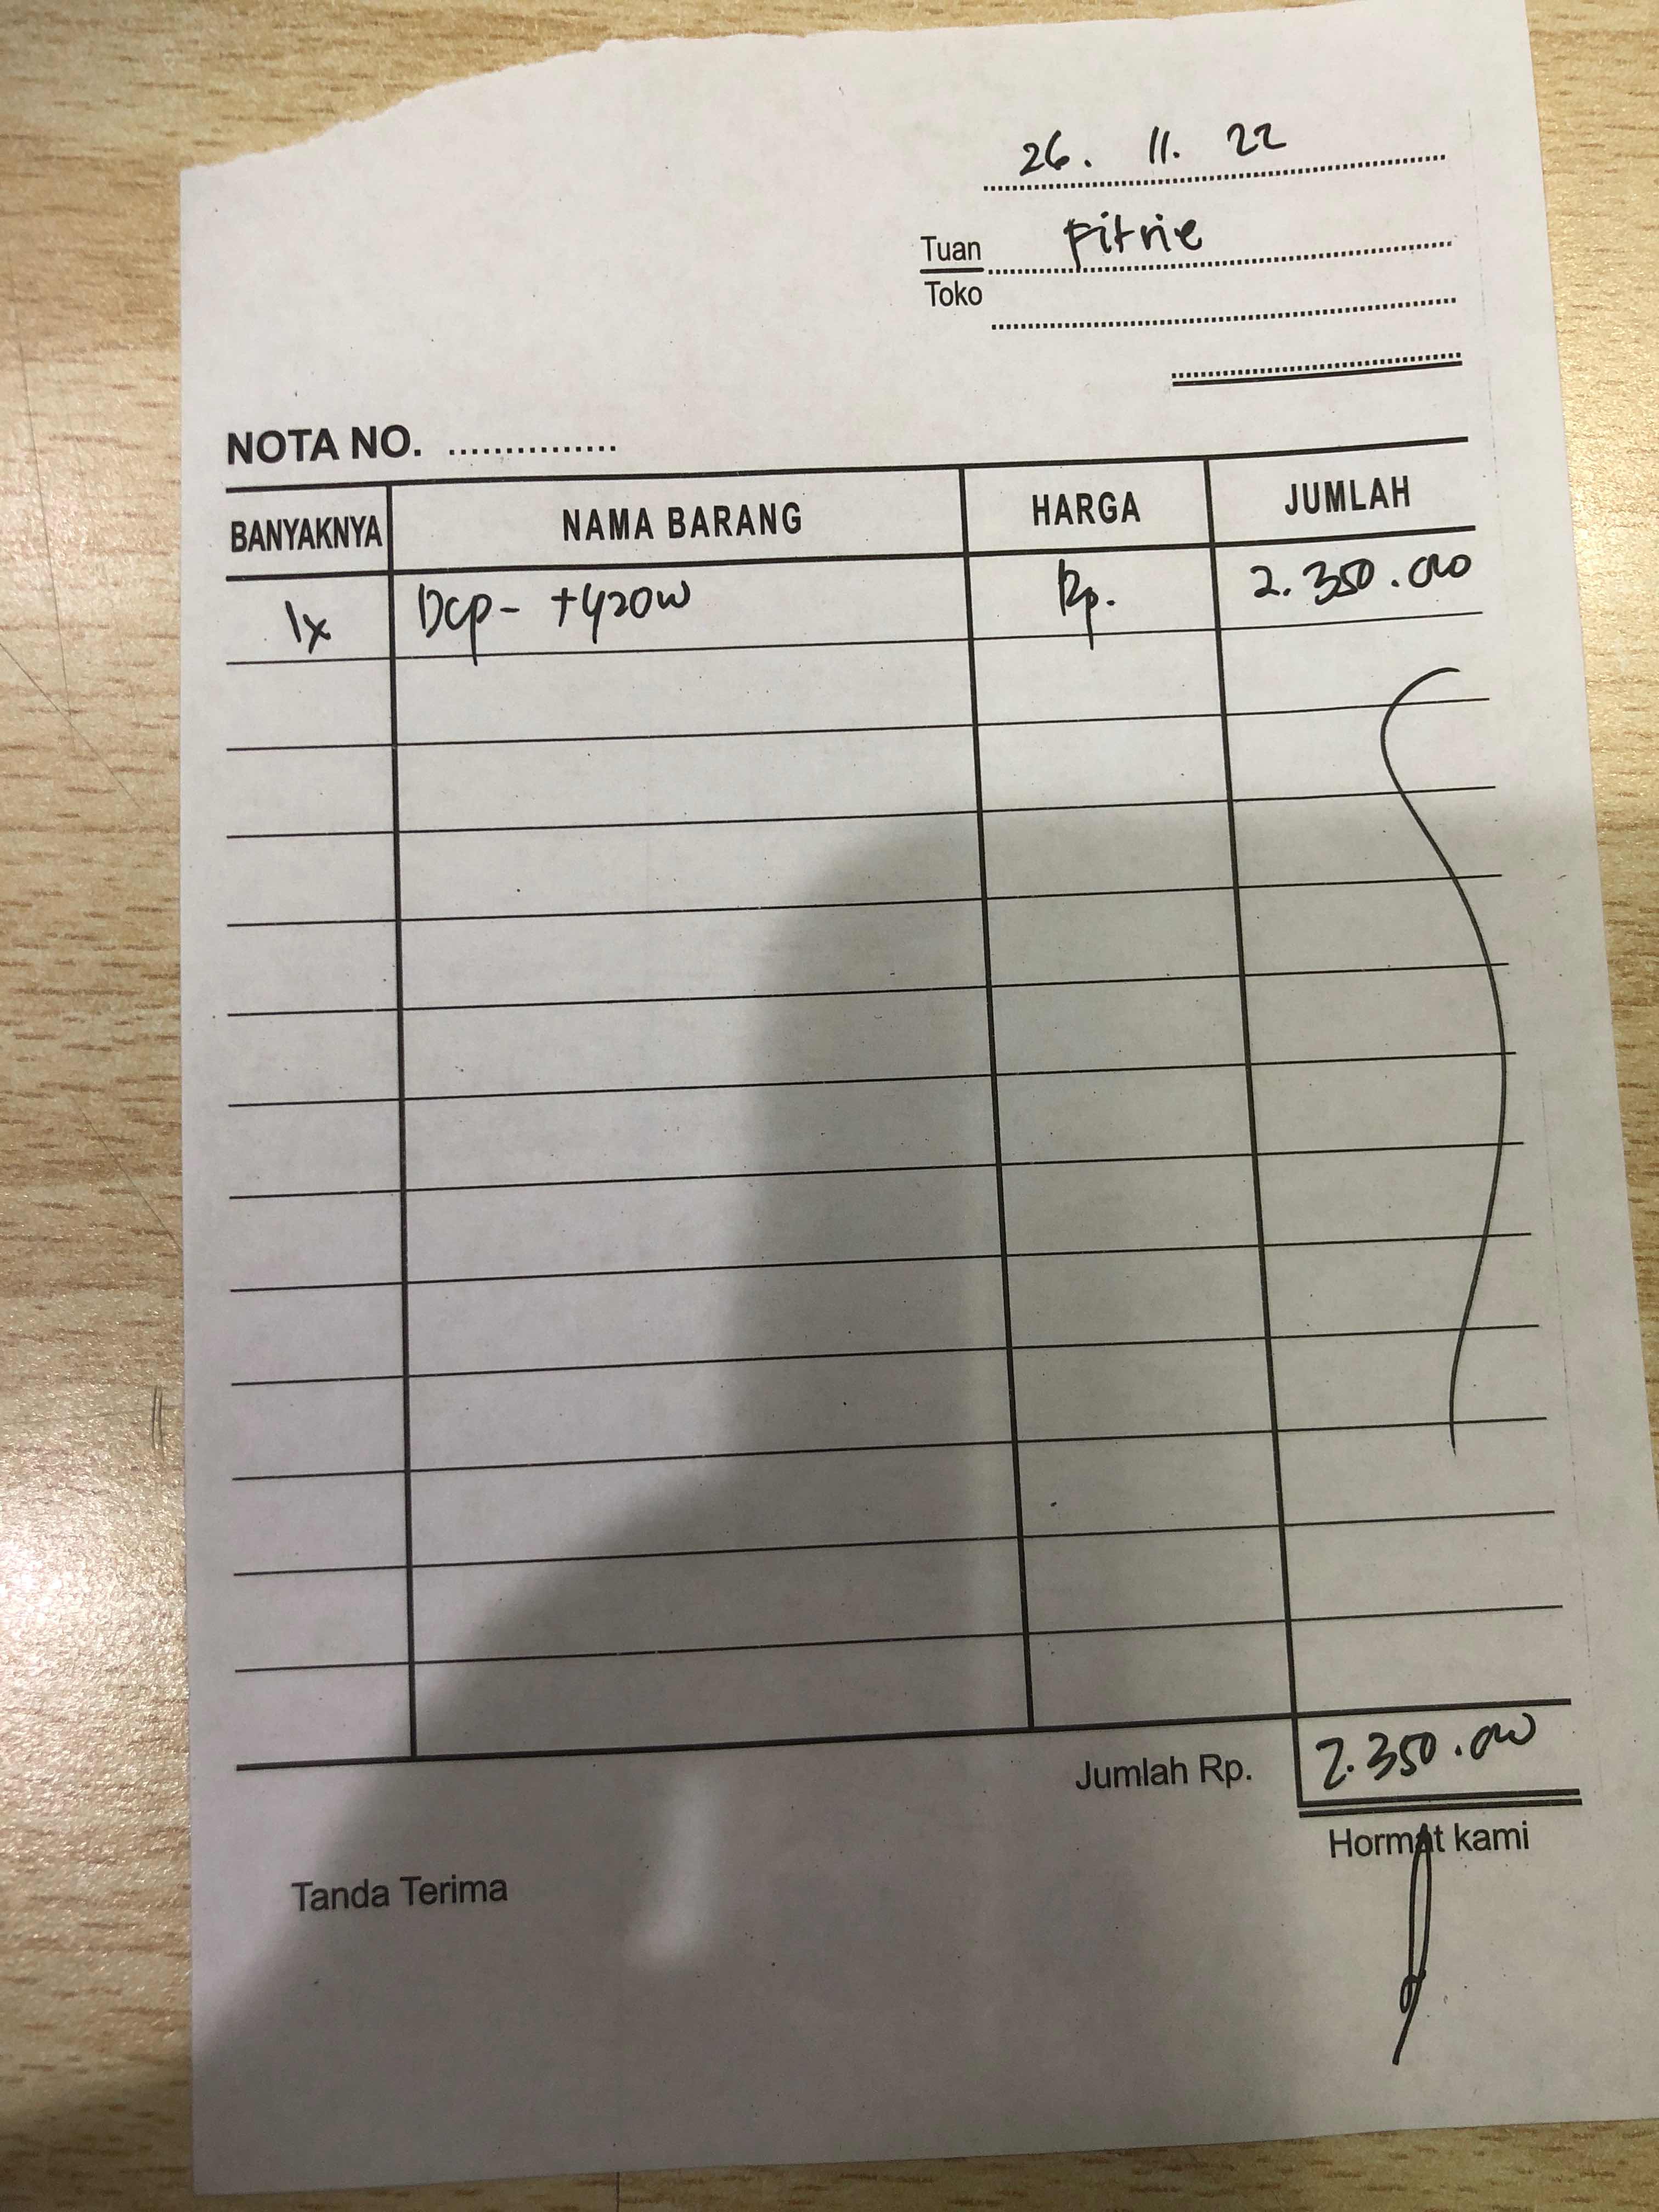 26. 11. 22
Tuan Fitrie
Toko
NOTA NO. ...............
BANYAKNYA NAMA BARANG HARGA JUMLAH
1x Dcp- t420w Rp. 2.350.000
Jumlah Rp. 2.350.000
Hormat kami
Tanda Terima